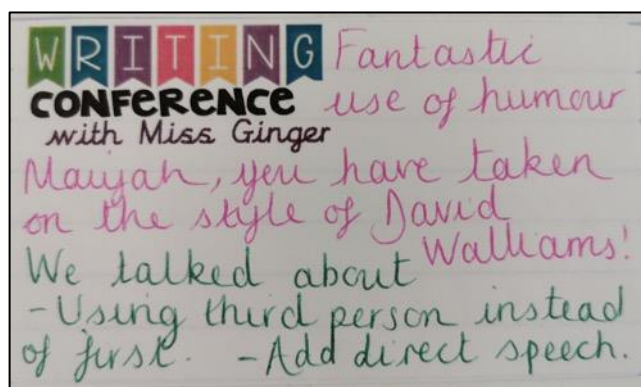 WRITING
CONFERENCE
with Miss Ginger
Fantastic
use of humour
Maiyah, you have taken
on the style of David
Walliams!
We talked about
-Using third person instead
of first. -Add direct speech.